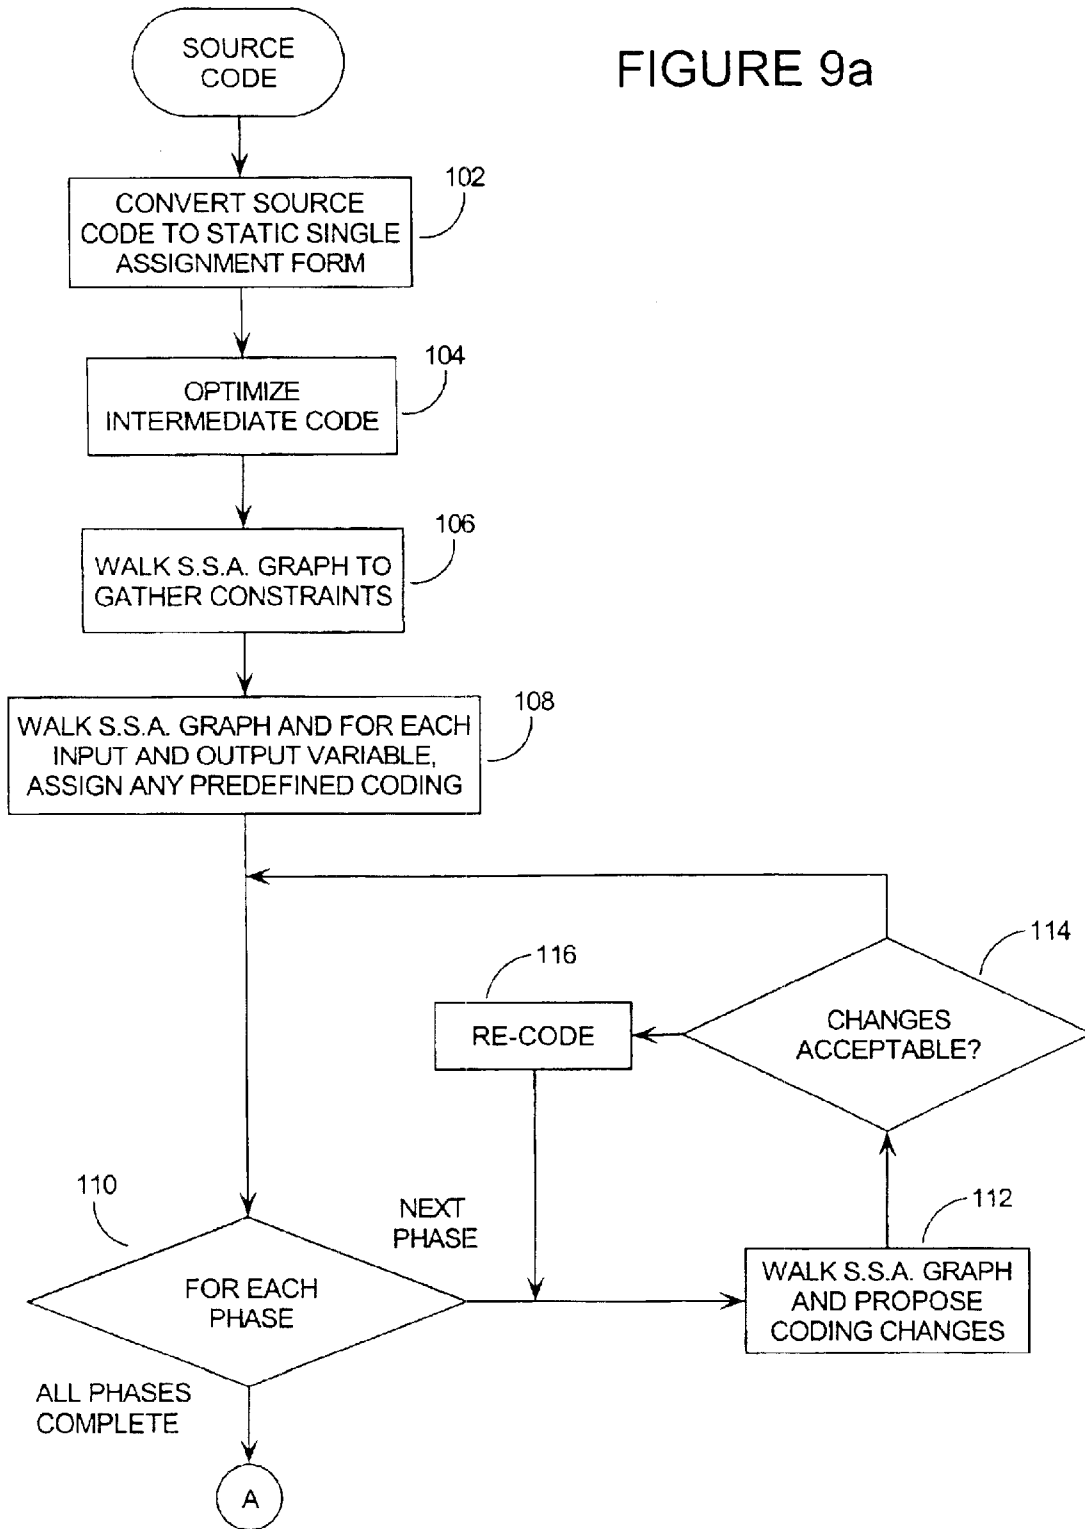 SOURCE
CODE
FIGURE 9a
102
CONVERT SOURCE
CODE TO STATIC SINGLE
ASSIGNMENT FORM
104
OPTIMIZE
INTERMEDIATE CODE
106
WALK S.S.A. GRAPH TO
GATHER CONSTRAINTS
108
WALK S.S.A. GRAPH AND FOR EACH
INPUT AND OUTPUT VARIABLE,
ASSIGN ANY PREDEFINED CODING
114
116
CHANGES
ACCEPTABLE?
RE-CODE
110
NEXT
PHASE
112
FOR EACH
PHASE
WALK S.S.A. GRAPH
AND PROPOSE
CODING CHANGES
ALL PHASES
COMPLETE
A